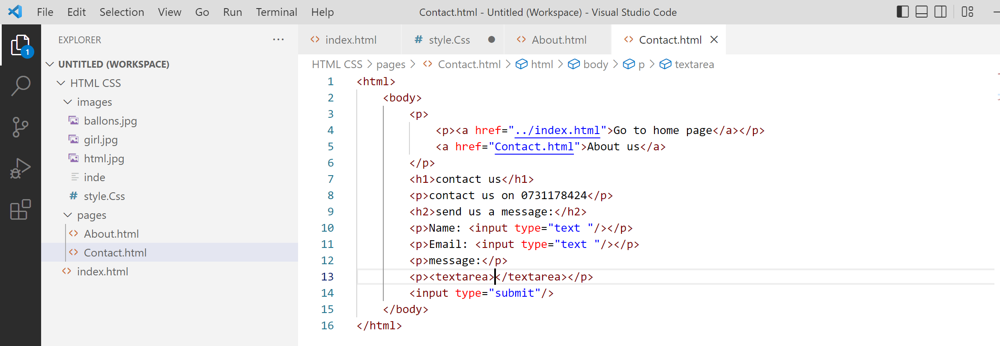 File Edit Selection View Go Run Terminal Help Contact.html - Untitled (Workspace) - Visual Studio Code
EXPLORER ···
1
UNTITLED (WORKSPACE)
HTML CSS
images
ballons.jpg
girl.jpg
html.jpg
inde
# style.Css
pages
<> About.html
<> Contact.html
<> index.html
<> index.html # style.Css ● <> About.html <> Contact.html ×
HTML CSS > pages > <> Contact.html > html > body > p > textarea
1 <html>
2 <body>
3 <p>
4 <p><a href="../index.html">Go to home page</a></p>
5 <a href="Contact.html">About us</a>
6 </p>
7 <h1>contact us</h1>
8 <p>contact us on 0731178424</p>
9 <h2>send us a message:</h2>
10 <p>Name: <input type="text "/></p>
11 <p>Email: <input type="text "/></p>
12 <p>message:</p>
13 <p><textarea></textarea></p>
14 <input type="submit"/>
15 </body>
16 </html>